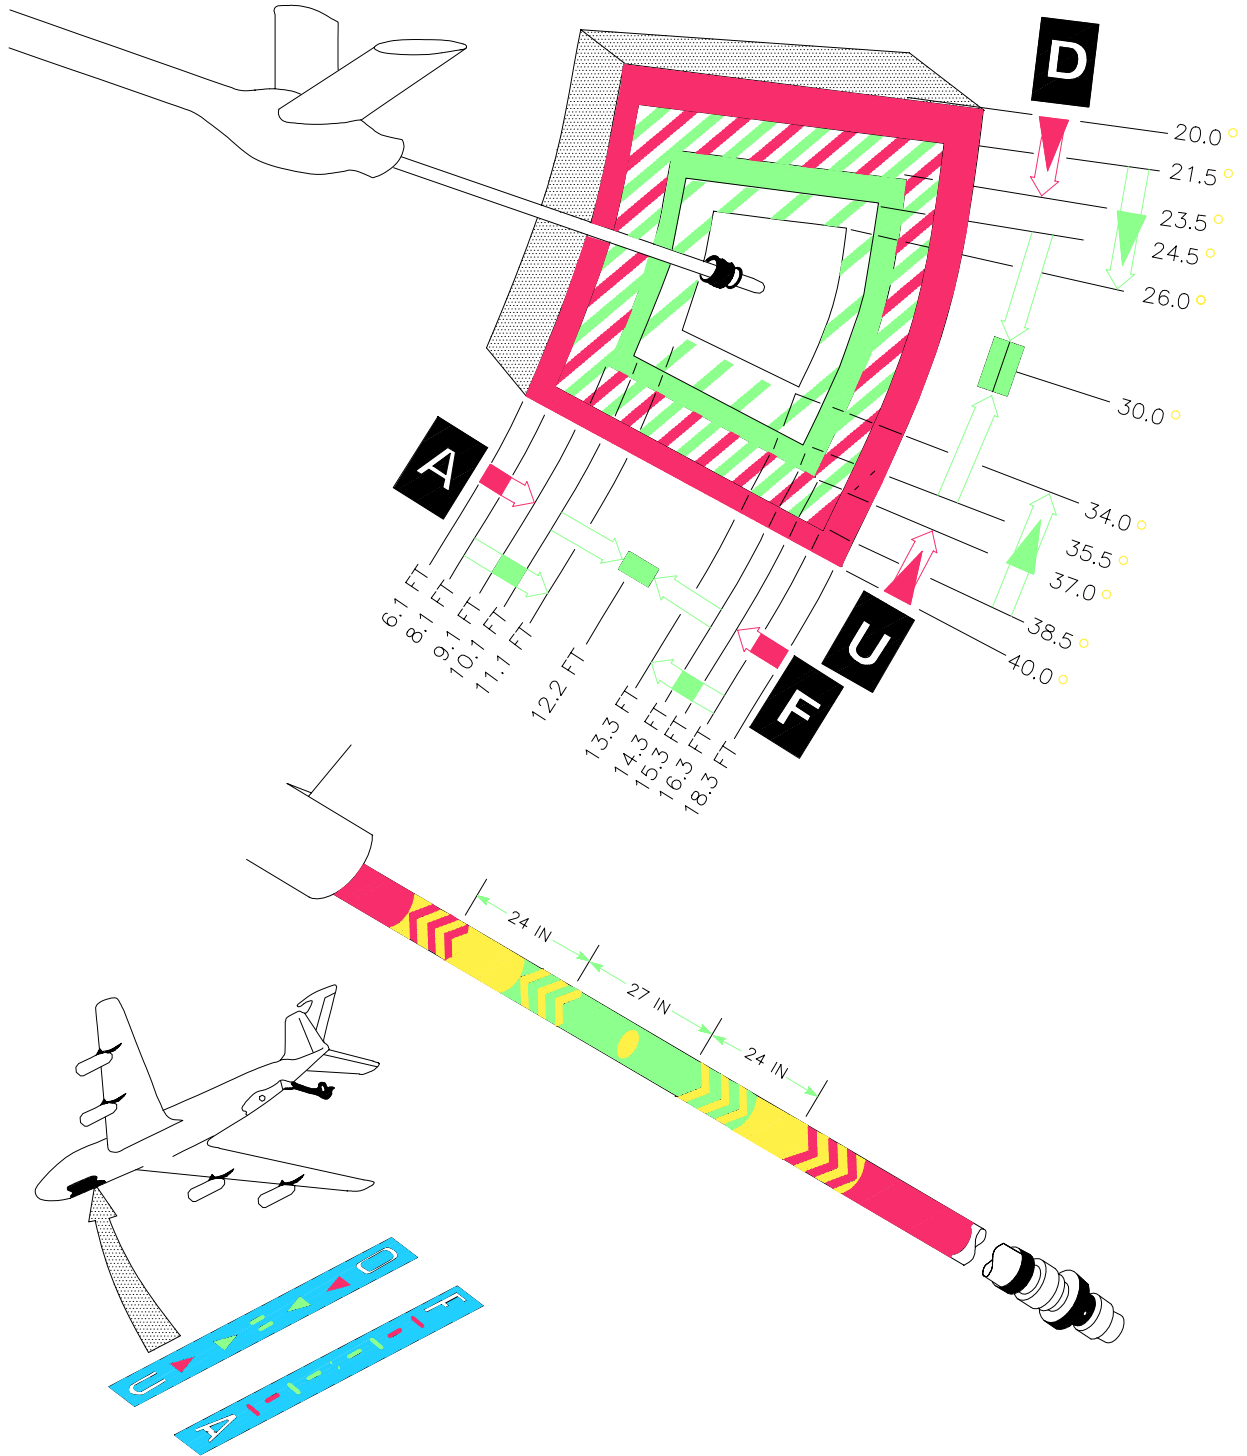 D
20.0°
21.5°
23.5°
24.5°
26.0°
30.0°
34.0°
35.5°
37.0°
38.5°
40.0°
A
U
F
6.1 FT
8.1 FT
9.1 FT
10.1 FT
11.1 FT
12.2 FT
13.3 FT
14.3 FT
15.3 FT
16.3 FT
18.3 FT
24 IN
27 IN
24 IN
U D
A F